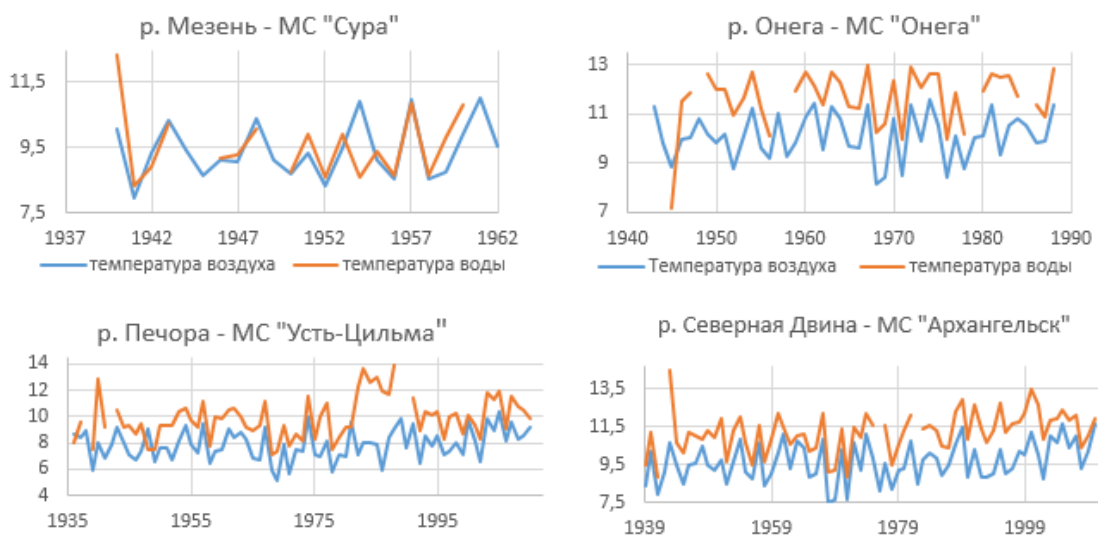 р. Мезень - МС "Сура"
11,5
9,5
7,5
1937 1942 1947 1952 1957 1962
температура воздуха температура воды
р. Онега - МС "Онега"
13
11
9
7
1940 1950 1960 1970 1980 1990
Температура воздуха температура воды
р. Печора - МС "Усть-Цильма"
14
12
10
8
6
4
1935 1955 1975 1995
р. Северная Двина - МС "Архангельск"
13,5
11,5
9,5
7,5
1939 1959 1979 1999